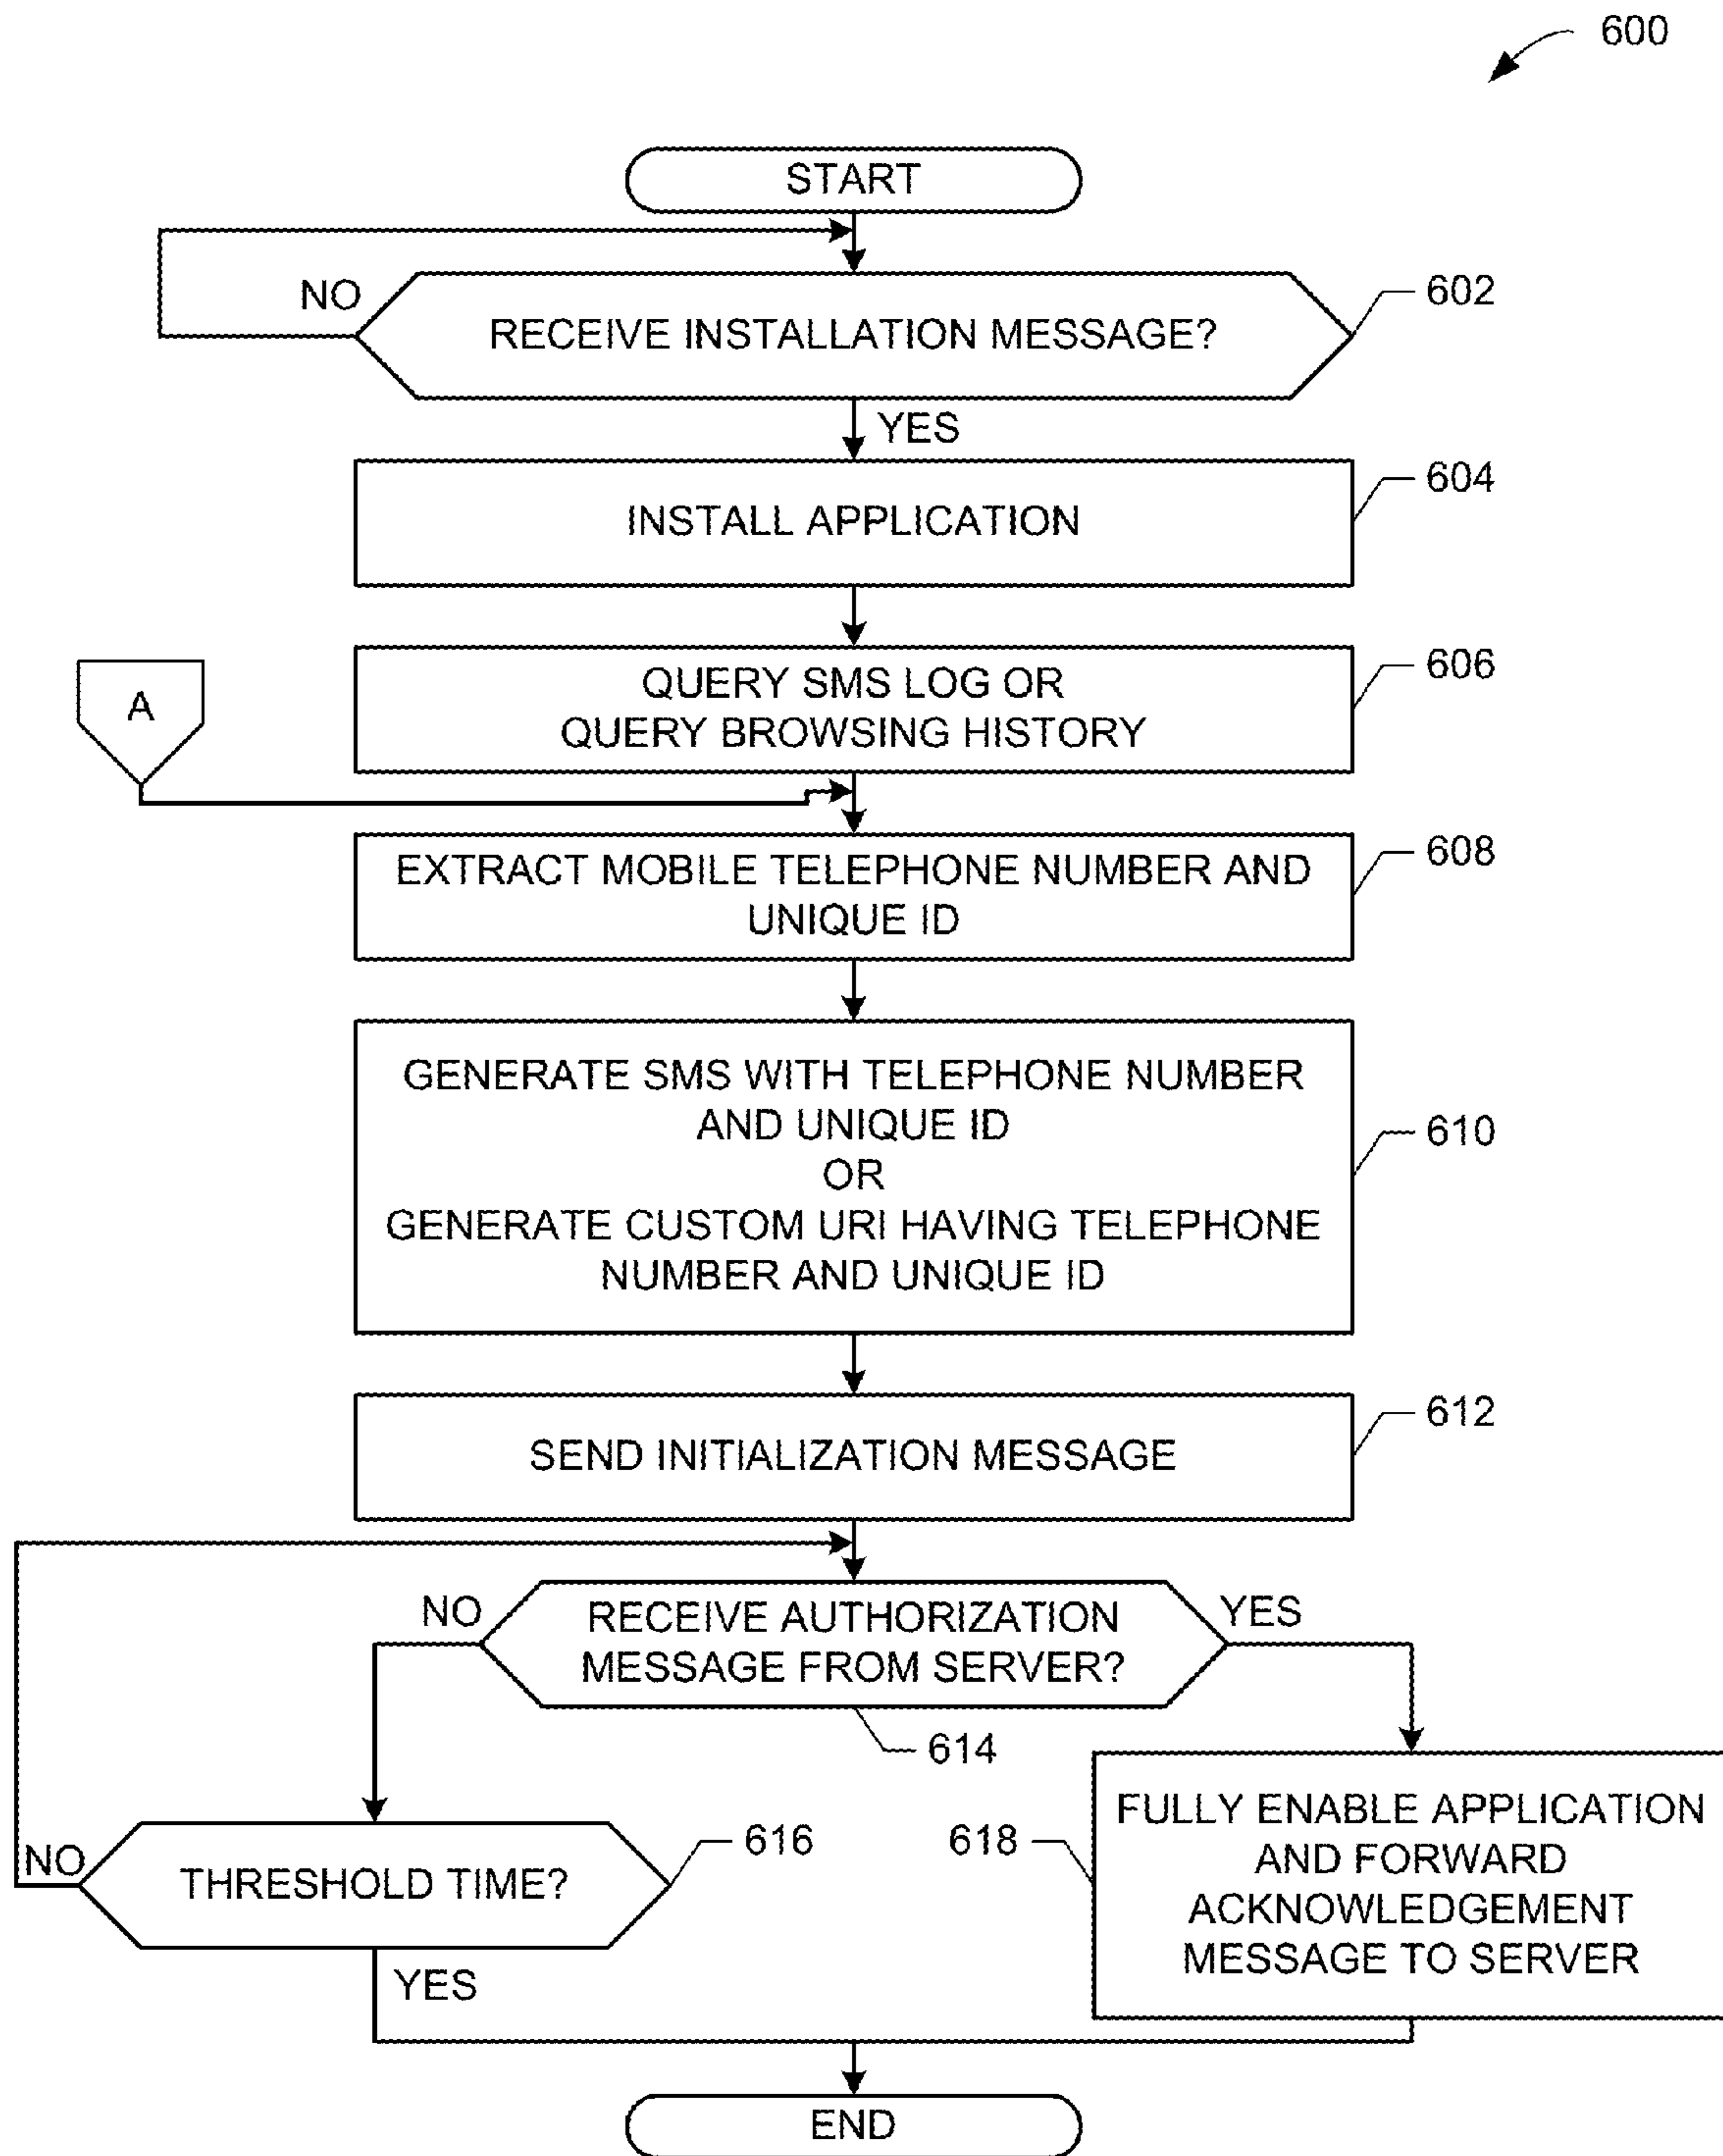 600
START
NO
RECEIVE INSTALLATION MESSAGE?
602
YES
INSTALL APPLICATION
604
QUERY SMS LOG OR
QUERY BROWSING HISTORY
606
A
EXTRACT MOBILE TELEPHONE NUMBER AND
UNIQUE ID
608
GENERATE SMS WITH TELEPHONE NUMBER
AND UNIQUE ID
OR
GENERATE CUSTOM URI HAVING TELEPHONE
NUMBER AND UNIQUE ID
610
SEND INITIALIZATION MESSAGE
612
NO
RECEIVE AUTHORIZATION
MESSAGE FROM SERVER?
YES
614
NO
THRESHOLD TIME?
616
YES
618
FULLY ENABLE APPLICATION
AND FORWARD
ACKNOWLEDGEMENT
MESSAGE TO SERVER
END